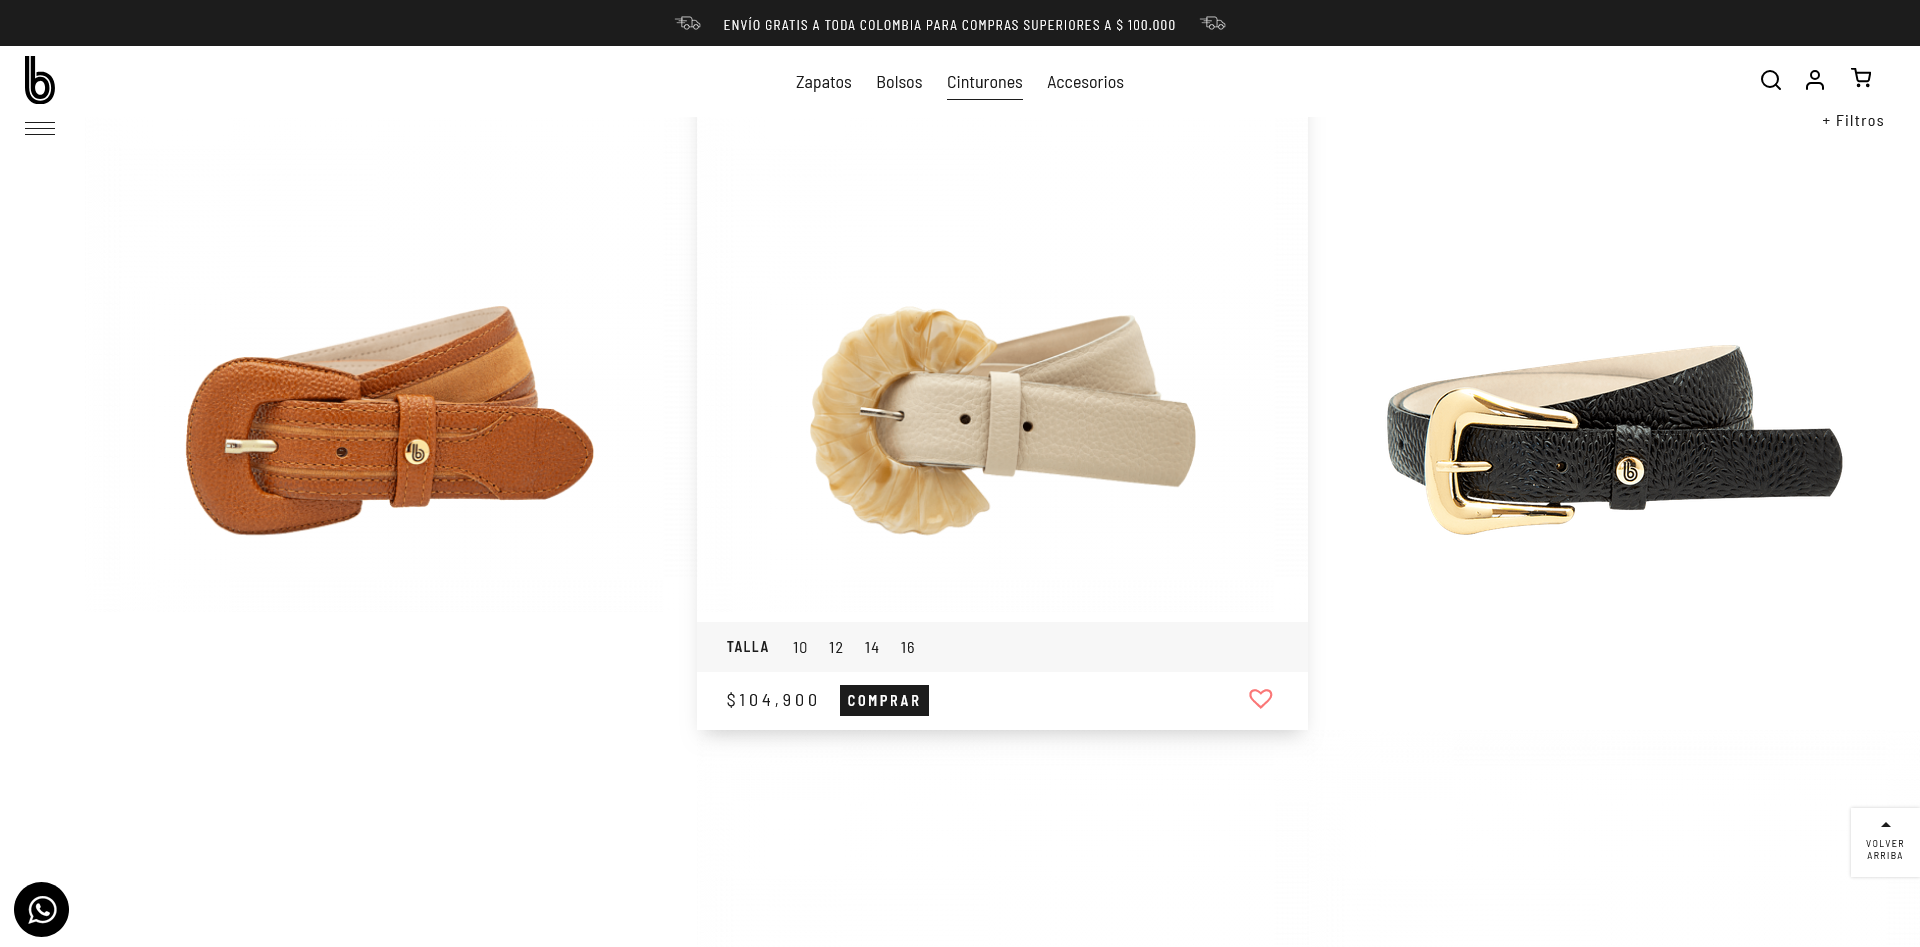 ENVÍO GRATIS A TODA COLOMBIA PARA COMPRAS SUPERIORES A $ 100.000
b
Zapatos Bolsos Cinturones Accesorios
+ Filtros
b
b
TALLA 10 12 14 16
$104,900 COMPRAR
VOLVER
ARRIBA